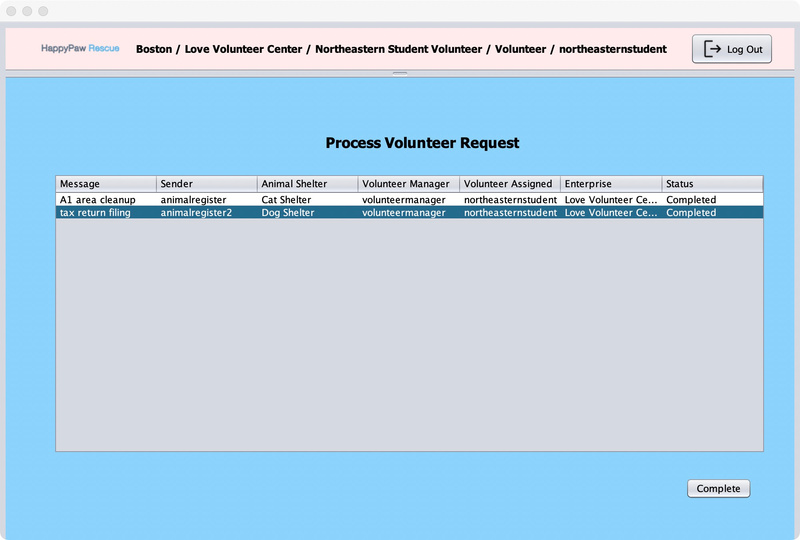 HappyPaw Rescue Boston / Love Volunteer Center / Northeastern Student Volunteer / Volunteer / northeasternstudent Log Out
Process Volunteer Request
Message Sender Animal Shelter Volunteer Manager Volunteer Assigned Enterprise Status
A1 area cleanup animalregister Cat Shelter volunteermanager northeasternstudent Love Volunteer Ce... Completed
tax return filing animalregister2 Dog Shelter volunteermanager northeasternstudent Love Volunteer Ce... Completed
Complete